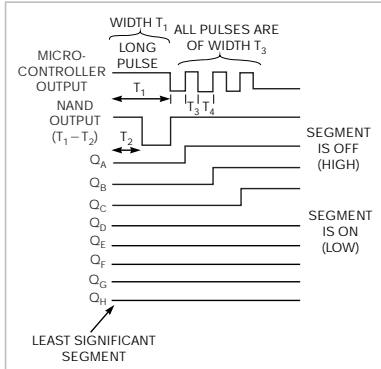 WIDTH T1
ALL PULSES ARE
OF WIDTH T3
LONG
PULSE
MICRO-
CONTROLLER
OUTPUT
T1
T3
T4
NAND
OUTPUT
(T1 – T2)
T2
SEGMENT
IS OFF
(HIGH)
QA
QB
QC
QD
QE
QF
QG
QH
SEGMENT
IS ON
(LOW)
LEAST SIGNIFICANT
SEGMENT